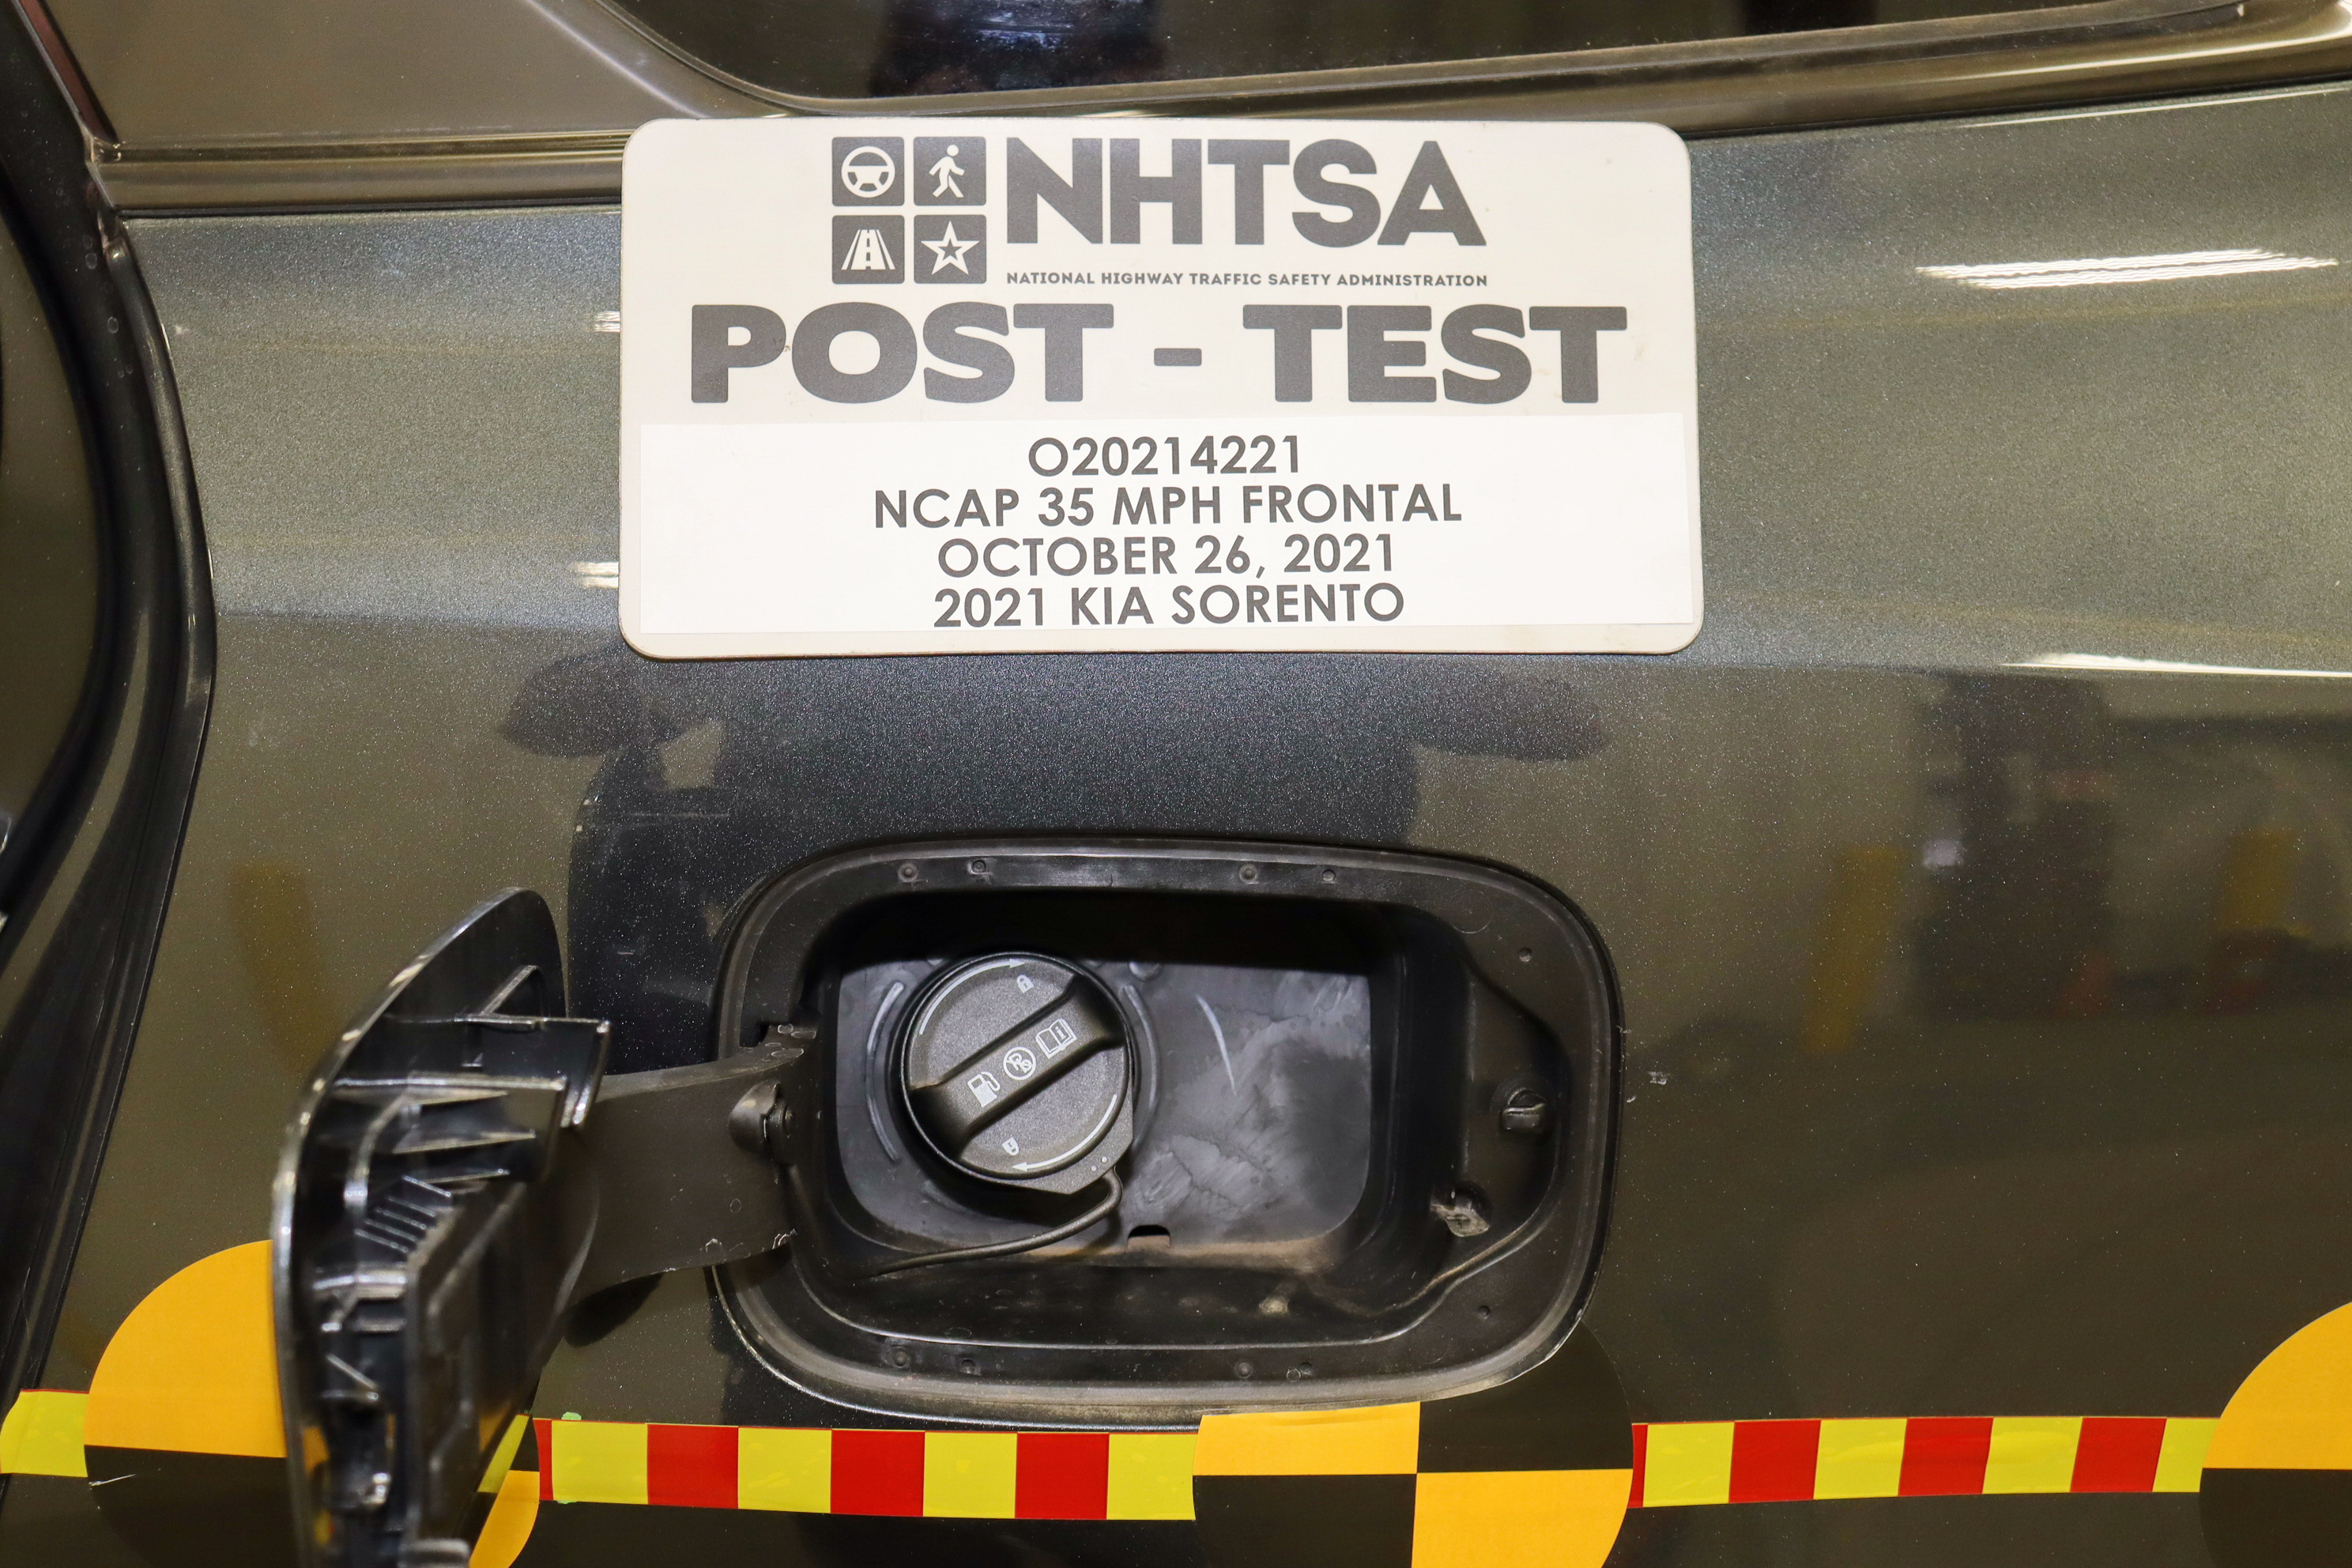 NHTSA
NATIONAL HIGHWAY TRAFFIC SAFETY ADMINISTRATION
POST - TEST
O20214221
NCAP 35 MPH FRONTAL
OCTOBER 26, 2021
2021 KIA SORENTO